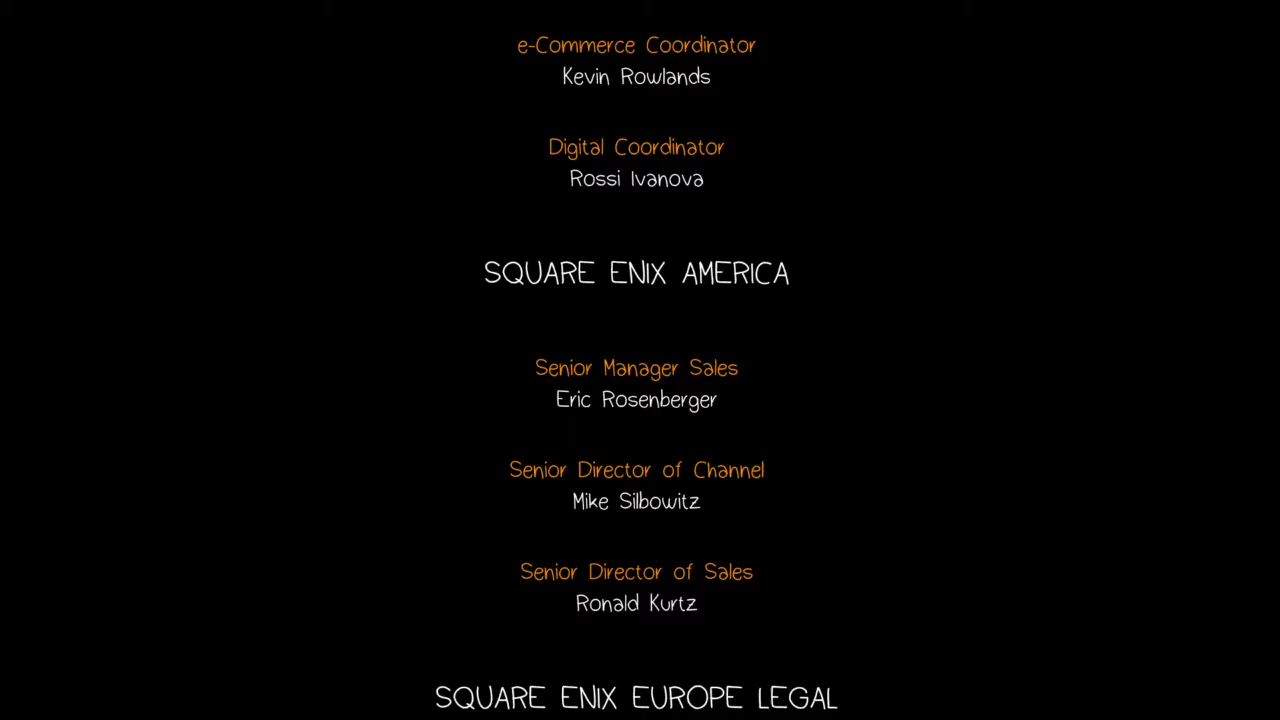 e-Commerce Coordinator
Kevin Rowlands
Digital Coordinator
Rossi Ivanova
SQUARE ENIX AMERICA
Senior Manager Sales
Eric Rosenberger
Senior Director of Channel
Mike Silbowitz
Senior Director of Sales
Ronald Kurtz
SQUARE ENIX EUROPE LEGAL